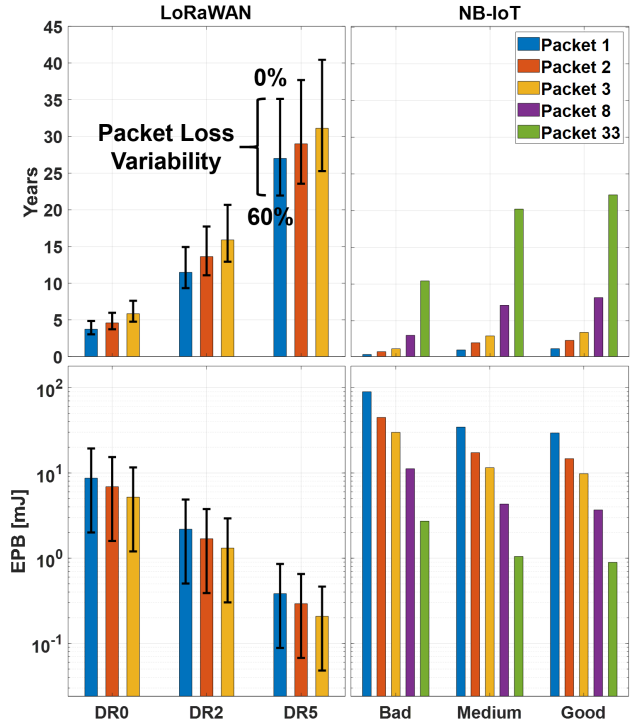 LoRaWAN
NB-IoT
45
40
35
30
25
20
15
10
5
0
Years
0%
Packet Loss
Variability
60%
Packet 1
Packet 2
Packet 3
Packet 8
Packet 33
10²
10¹
10⁰
10⁻¹
EPB [mJ]
DR0
DR2
DR5
Bad
Medium
Good